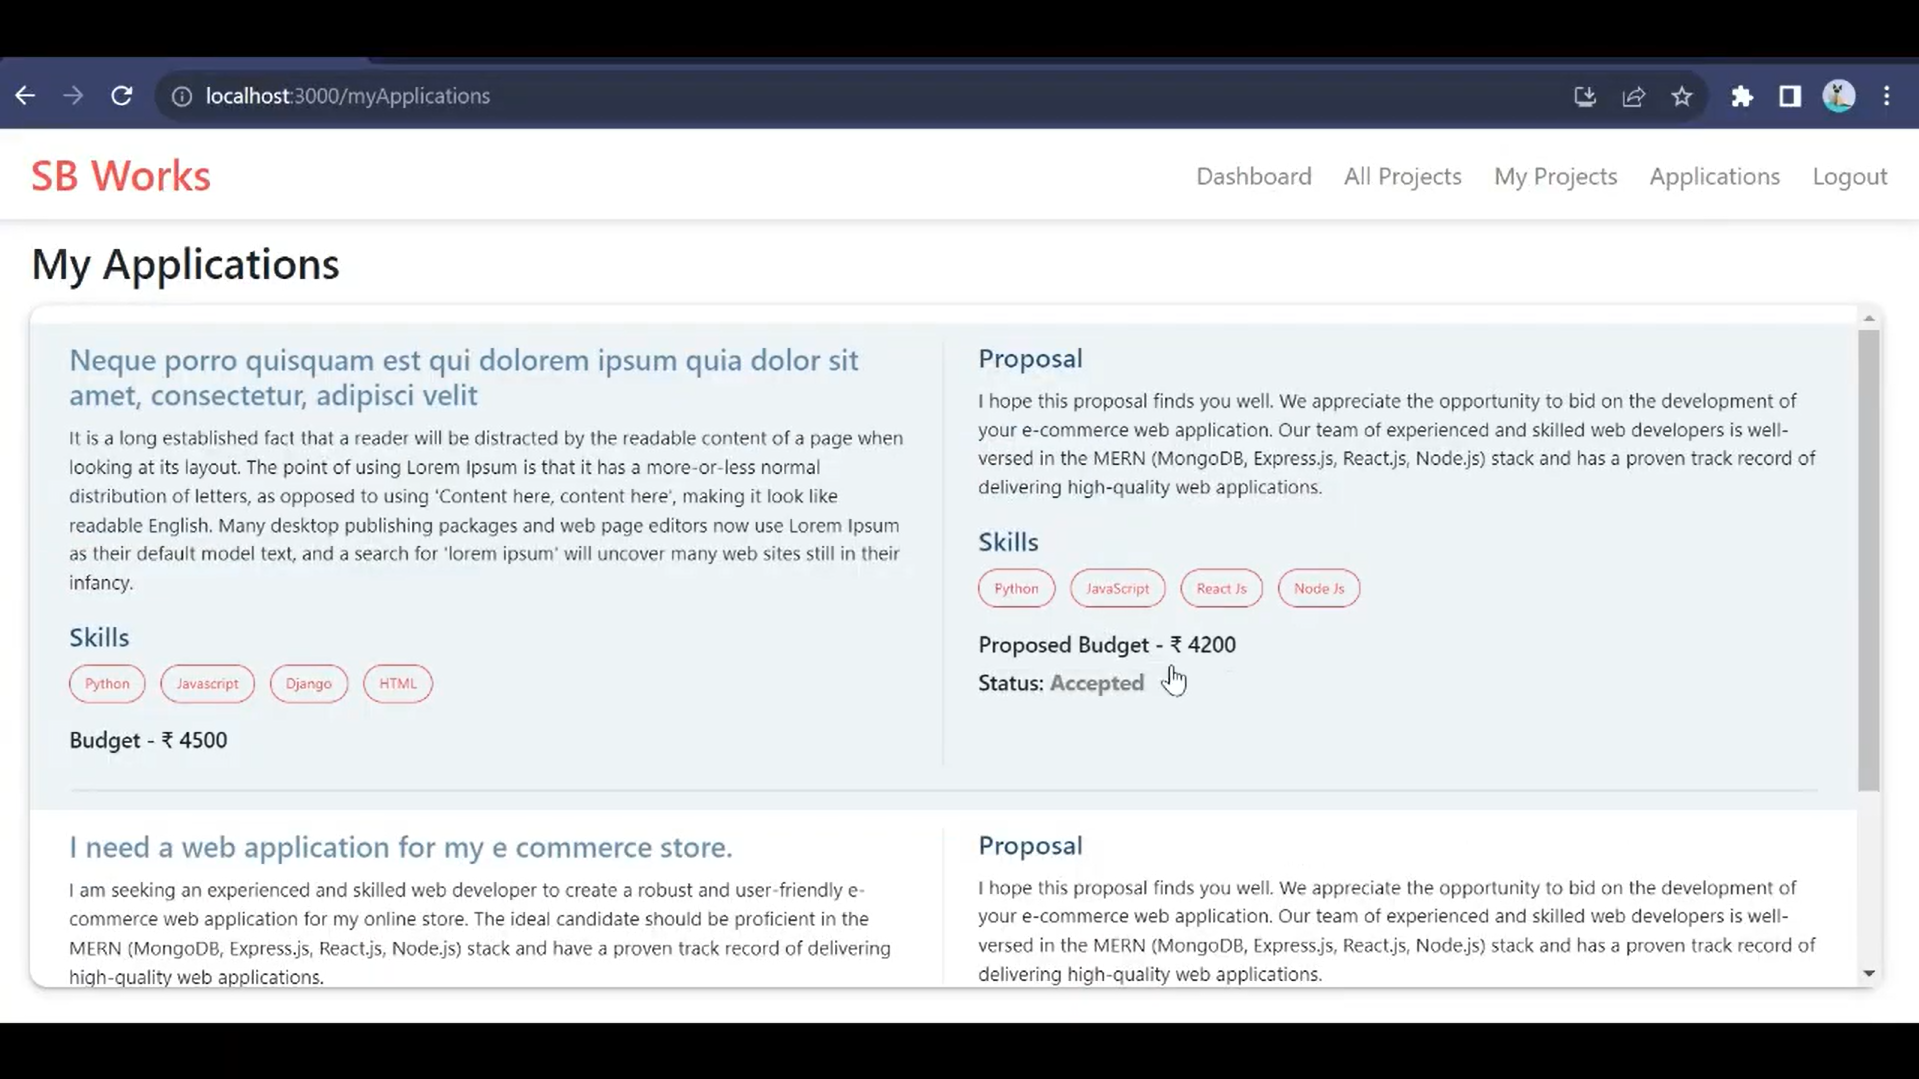 localhost:3000/myApplications
SB Works
Dashboard All Projects My Projects Applications Logout
My Applications
Neque porro quisquam est qui dolorem ipsum quia dolor sit
amet, consectetur, adipisci velit
It is a long established fact that a reader will be distracted by the readable content of a page when
looking at its layout. The point of using Lorem Ipsum is that it has a more-or-less normal
distribution of letters, as opposed to using 'Content here, content here', making it look like
readable English. Many desktop publishing packages and web page editors now use Lorem Ipsum
as their default model text, and a search for 'lorem ipsum' will uncover many web sites still in their
infancy.
Skills
Python Javascript Django HTML
Budget - ₹ 4500
Proposal
I hope this proposal finds you well. We appreciate the opportunity to bid on the development of
your e-commerce web application. Our team of experienced and skilled web developers is well-
versed in the MERN (MongoDB, Express.js, React.js, Node.js) stack and has a proven track record of
delivering high-quality web applications.
Skills
Python JavaScript React Js Node Js
Proposed Budget - ₹ 4200
Status: Accepted
I need a web application for my e commerce store.
I am seeking an experienced and skilled web developer to create a robust and user-friendly e-
commerce web application for my online store. The ideal candidate should be proficient in the
MERN (MongoDB, Express.js, React.js, Node.js) stack and have a proven track record of delivering
high-quality web applications.
Proposal
I hope this proposal finds you well. We appreciate the opportunity to bid on the development of
your e-commerce web application. Our team of experienced and skilled web developers is well-
versed in the MERN (MongoDB, Express.js, React.js, Node.js) stack and has a proven track record of
delivering high-quality web applications.